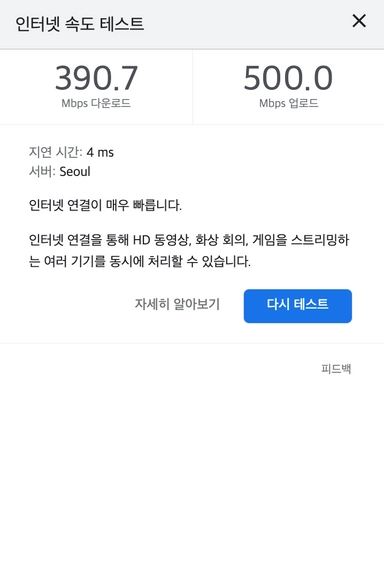 인터넷 속도 테스트
390.7
Mbps 다운로드
500.0
Mbps 업로드
지연 시간: 4 ms
서버: Seoul
인터넷 연결이 매우 빠릅니다.
인터넷 연결을 통해 HD 동영상, 화상 회의, 게임을 스트리밍하
는 여러 기기를 동시에 처리할 수 있습니다.
자세히 알아보기
다시 테스트
피드백